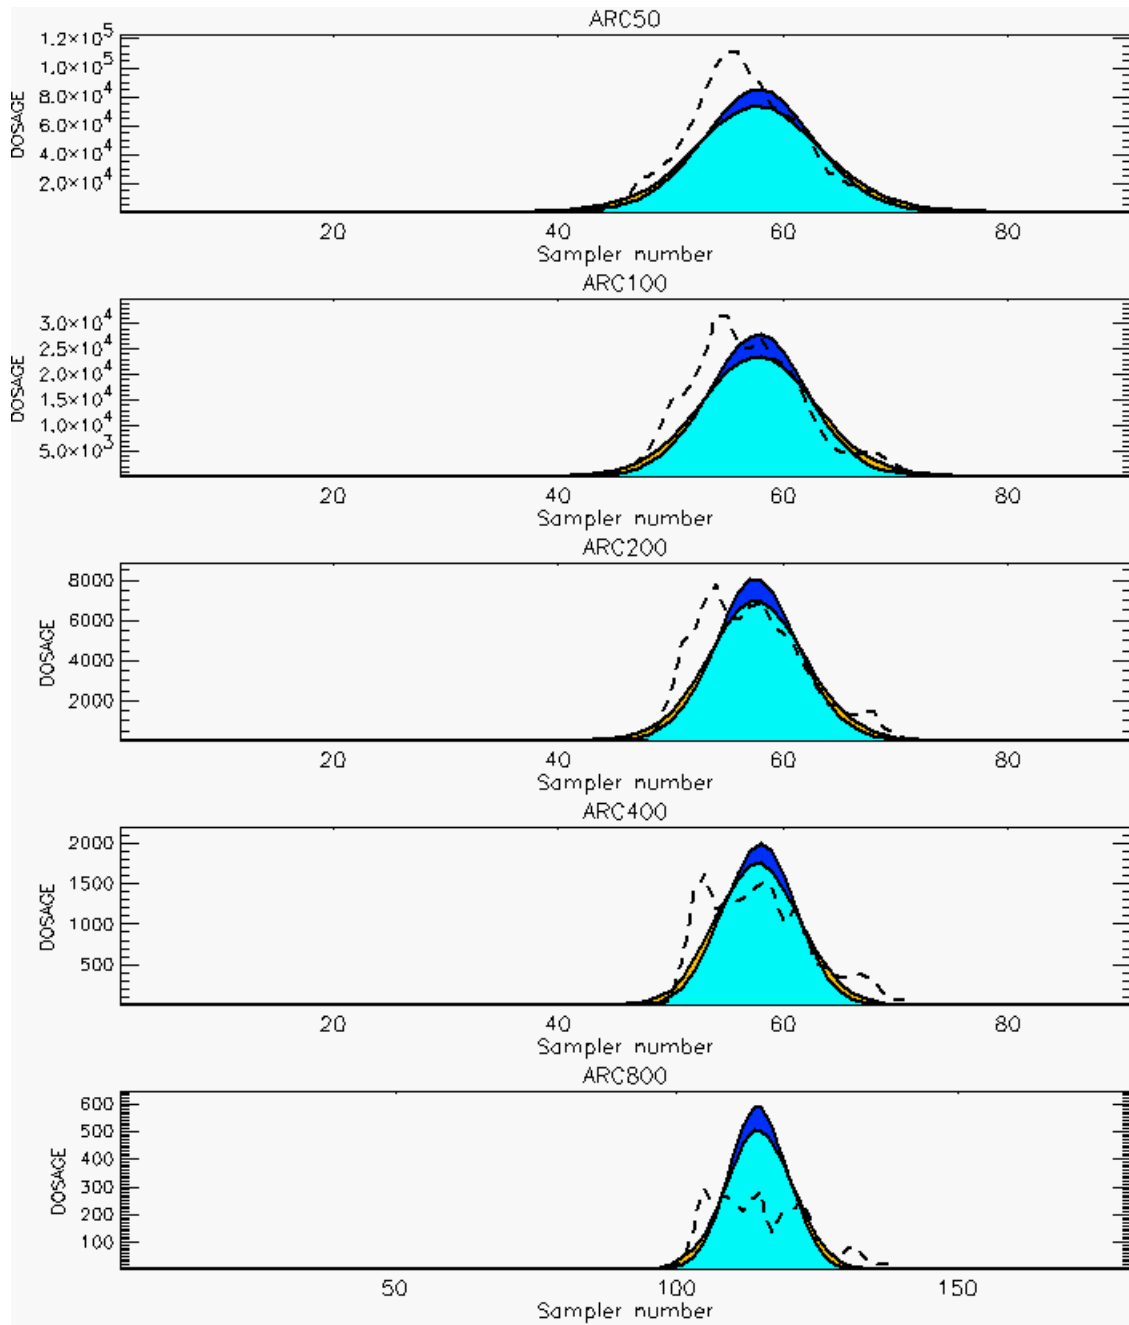 ARC50
1.2×10^5
1.0×10^5
8.0×10^4
6.0×10^4
4.0×10^4
2.0×10^4
DOSAGE
20 40 60 80
Sampler number
ARC100
3.0×10^4
2.5×10^4
2.0×10^4
1.5×10^4
1.0×10^4
5.0×10^3
DOSAGE
20 40 60 80
Sampler number
ARC200
8000
6000
4000
2000
DOSAGE
20 40 60 80
Sampler number
ARC400
2000
1500
1000
500
DOSAGE
20 40 60 80
Sampler number
ARC800
600
500
400
300
200
100
DOSAGE
50 100 150
Sampler number